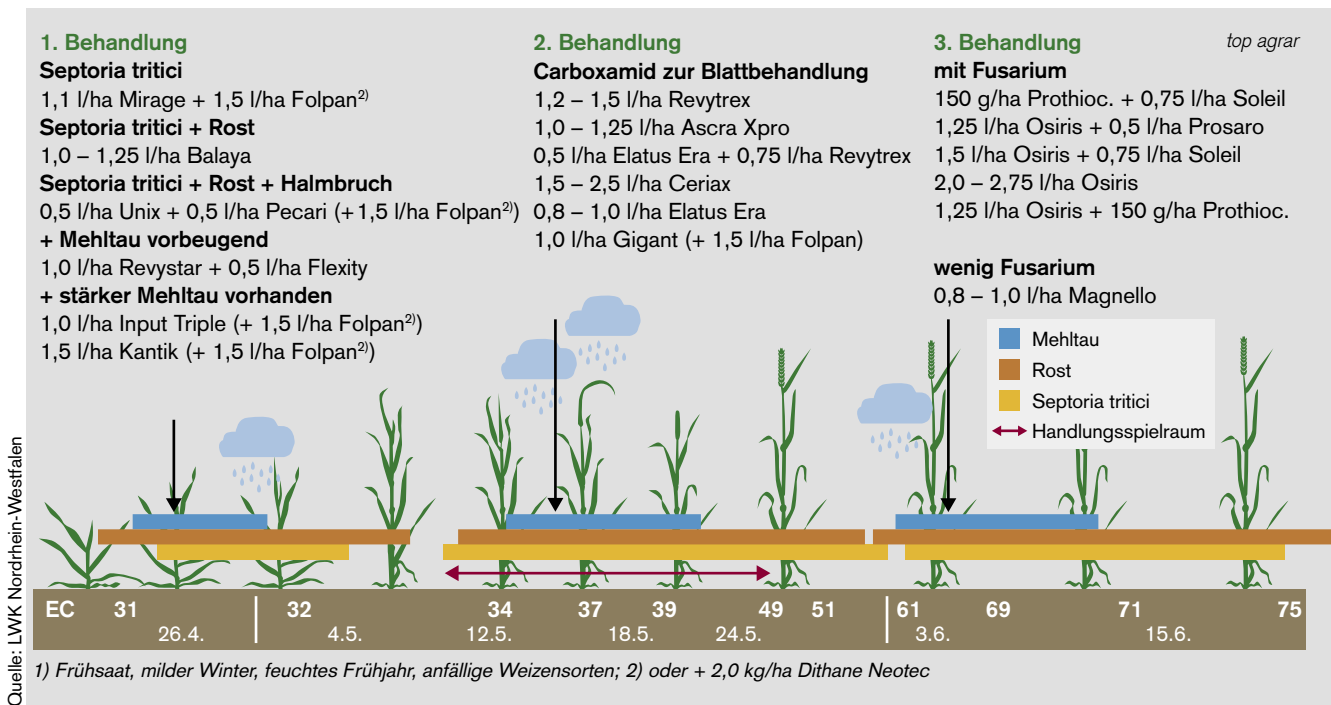 1. Behandlung
Septoria tritici
1,1 l/ha Mirage + 1,5 l/ha Folpan2)
Septoria tritici + Rost
1,0 – 1,25 l/ha Balaya
Septoria tritici + Rost + Halmbruch
0,5 l/ha Unix + 0,5 l/ha Pecari (+ 1,5 l/ha Folpan2))
+ Mehltau vorbeugend
1,0 l/ha Revystar + 0,5 l/ha Flexity
+ stärker Mehltau vorhanden
1,0 l/ha Input Triple (+ 1,5 l/ha Folpan2))
1,5 l/ha Kantik (+ 1,5 l/ha Folpan2))
2. Behandlung
Carboxamid zur Blattbehandlung
1,2 – 1,5 l/ha Revytrex
1,0 – 1,25 l/ha Ascra Xpro
0,5 l/ha Elatus Era + 0,75 l/ha Revytrex
1,5 – 2,5 l/ha Ceriax
0,8 – 1,0 l/ha Elatus Era
1,0 l/ha Gigant (+ 1,5 l/ha Folpan)
3. Behandlung
top agrar
mit Fusarium
150 g/ha Prothioc. + 0,75 l/ha Soleil
1,25 l/ha Osiris + 0,5 l/ha Prosaro
1,5 l/ha Osiris + 0,75 l/ha Soleil
2,0 – 2,75 l/ha Osiris
1,25 l/ha Osiris + 150 g/ha Prothioc.
wenig Fusarium
0,8 – 1,0 l/ha Magnello
Mehltau
Rost
Septoria tritici
Handlungsspielraum
EC 31 32 34 37 39 49 51 61 69 71 75
26.4. 4.5. 12.5. 18.5. 24.5. 3.6. 15.6.
1) Frühsaat, milder Winter, feuchtes Frühjahr, anfällige Weizensorten; 2) oder + 2,0 kg/ha Dithane Neotec
Quelle: LWK Nordrhein-Westfalen